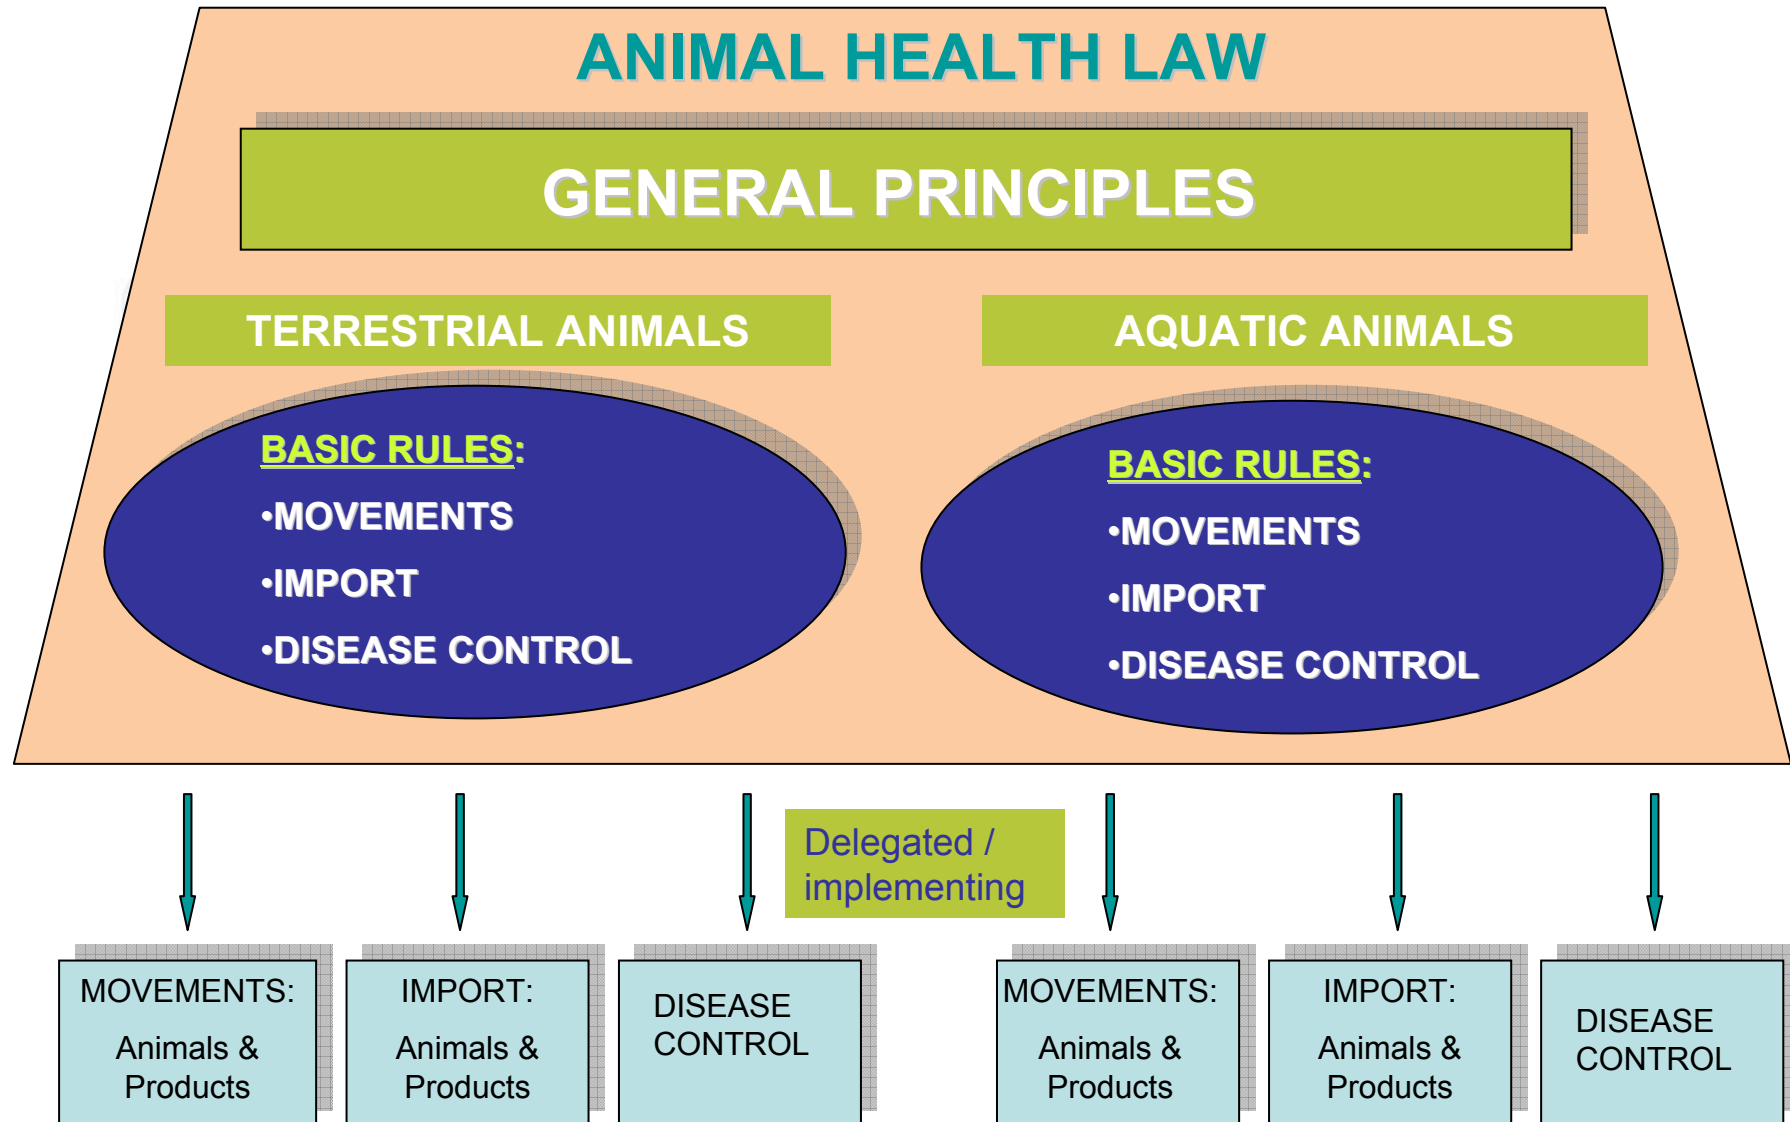 ANIMAL HEALTH LAW
GENERAL PRINCIPLES
TERRESTRIAL ANIMALS
BASIC RULES:
•MOVEMENTS
•IMPORT
•DISEASE CONTROL
AQUATIC ANIMALS
BASIC RULES:
•MOVEMENTS
•IMPORT
•DISEASE CONTROL
Delegated /
implementing
MOVEMENTS:
Animals &
Products
IMPORT:
Animals &
Products
DISEASE
CONTROL
MOVEMENTS:
Animals &
Products
IMPORT:
Animals &
Products
DISEASE
CONTROL